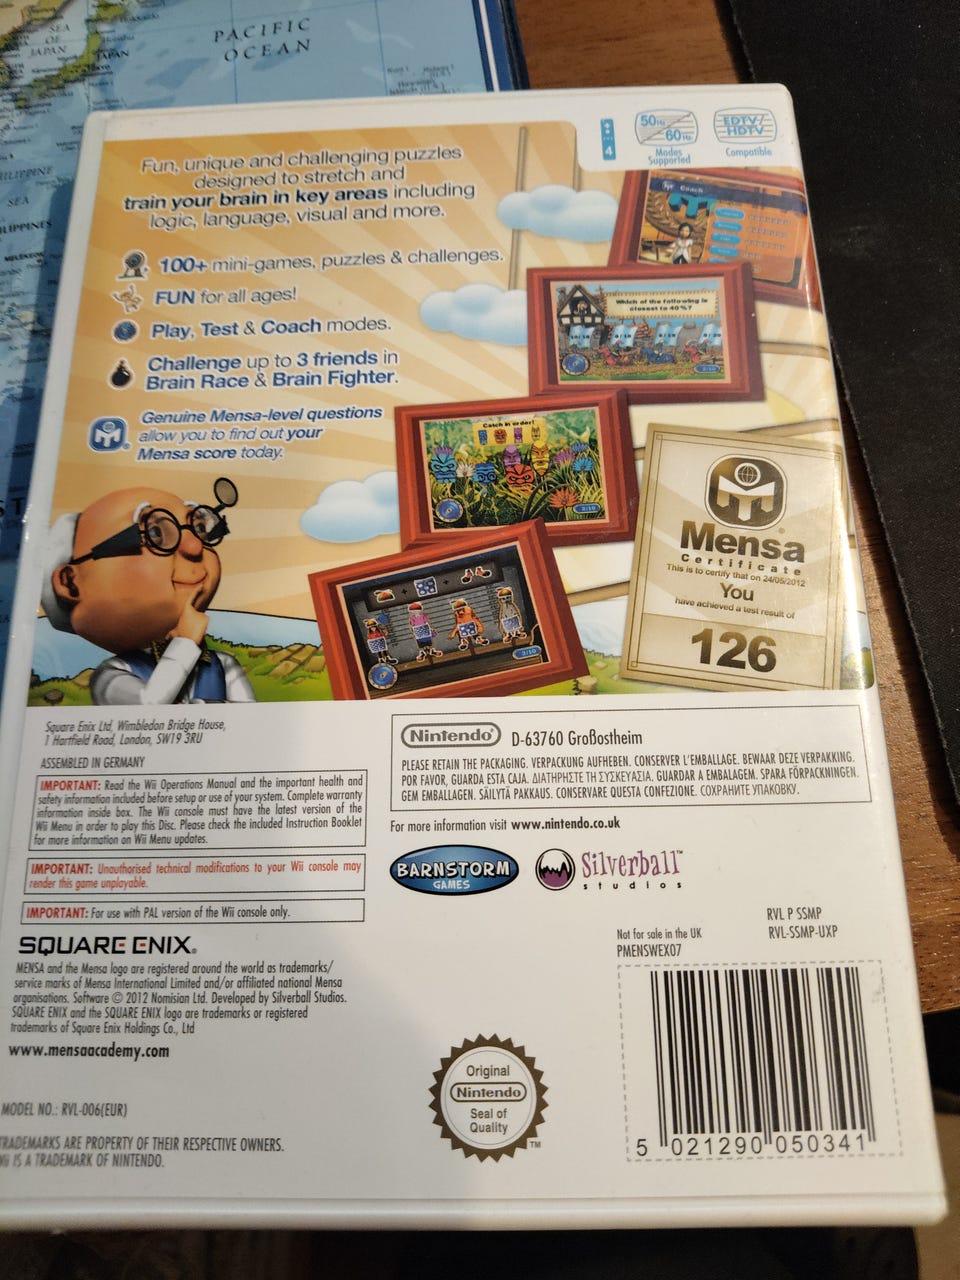 PACIFIC
OCEAN
SEA
OF
JAPAN
JAPAN
PHILIPPINE
SEA
4
50Hz
60Hz
Modes
Supported
EDTV/
HDTV
Compatible
Fun, unique and challenging puzzles
designed to stretch and
train your brain in key areas including
logic, language, visual and more.
100+ mini-games, puzzles & challenges.
FUN for all ages!
Play, Test & Coach modes.
Challenge up to 3 friends in
Brain Race & Brain Fighter.
Genuine Mensa-level questions
allow you to find out your
Mensa score today.
Coach
Which of the following is
closest to 40%?
2/10
Catch in order!
2/10
3/10
Mensa
Certificate
This is to certify that on 24/05/2012
You
have achieved a test result of
126
Square Enix Ltd, Wimbledon Bridge House,
1 Hartfield Road, London, SW19 3RU
ASSEMBLED IN GERMANY
IMPORTANT: Read the Wii Operations Manual and the important health and
safety information included before setup or use of your system. Complete warranty
information inside box. The Wii console must have the latest version of the
Wii Menu in order to play this Disc. Please check the included Instruction Booklet
for more information on Wii Menu updates.
IMPORTANT: Unauthorised technical modifications to your Wii console may
render this game unplayable.
IMPORTANT: For use with PAL version of the Wii console only.
Nintendo® D-63760 Großostheim
PLEASE RETAIN THE PACKAGING. VERPACKUNG AUFHEBEN. CONSERVER L'EMBALLAGE. BEWAAR DEZE VERPAKKING.
POR FAVOR, GUARDA ESTA CAJA. ΔΙΑΤΗΡΗΣΤΕ ΤΗ ΣΥΣΚΕΥΑΣΙΑ. GUARDAR A EMBALAGEM. SPARA FÖRPACKNINGEN.
GEM EMBALLAGEN. SÄILYTÄ PAKKAUS. CONSERVARE QUESTA CONFEZIONE. СОХРАНИТЕ УПАКОВКУ.
For more information visit www.nintendo.co.uk
BARNSTORM
GAMES
Silverball™
studios
SQUARE ENIX®
MENSA and the Mensa logo are registered around the world as trademarks/
service marks of Mensa International Limited and/or affiliated national Mensa
organisations. Software © 2012 Nomisian Ltd. Developed by Silverball Studios.
SQUARE ENIX and the SQUARE ENIX logo are trademarks or registered
trademarks of Square Enix Holdings Co., Ltd
www.mensaacademy.com
MODEL NO.: RVL-006(EUR)
TRADEMARKS ARE PROPERTY OF THEIR RESPECTIVE OWNERS.
Wii IS A TRADEMARK OF NINTENDO.
Original
Nintendo
Seal of
Quality
TM
RVL P SSMP
RVL-SSMP-UXP
Not for sale in the UK
PMENSWEX07
5 021290 050341